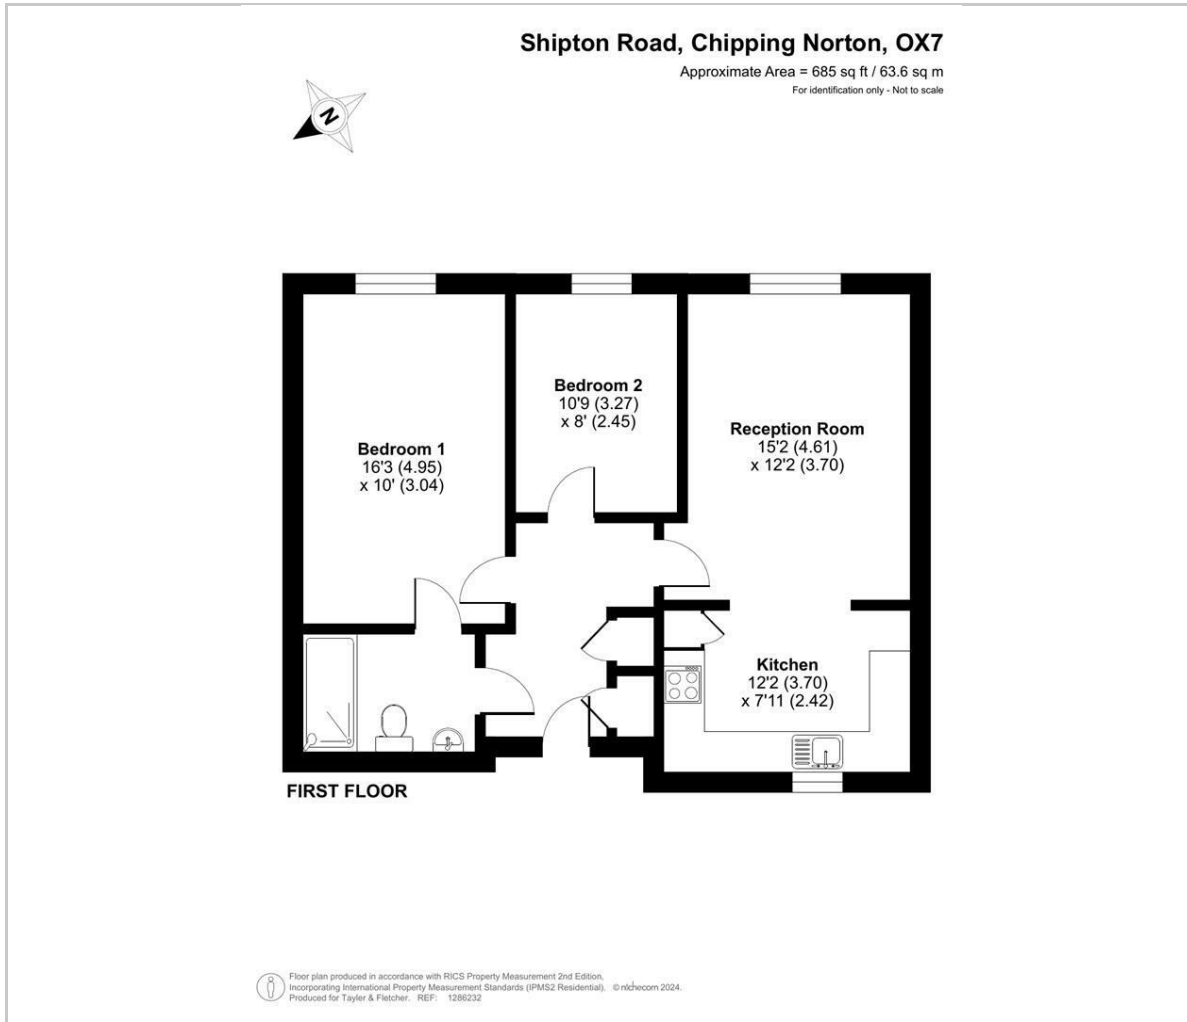 Shipton Road, Chipping Norton, OX7
Approximate Area = 685 sq ft / 63.6 sq m
For identification only - Not to scale
N
Bedroom 1
16'3 (4.95)
x 10' (3.04)
Bedroom 2
10'9 (3.27)
x 8' (2.45)
Reception Room
15'2 (4.61)
x 12'2 (3.70)
Kitchen
12'2 (3.70)
x 7'11 (2.42)
FIRST FLOOR
Floor plan produced in accordance with RICS Property Measurement 2nd Edition,
Incorporating International Property Measurement Standards (IPMS2 Residential). © nichecom 2024.
Produced for Tayler & Fletcher. REF: 1286232